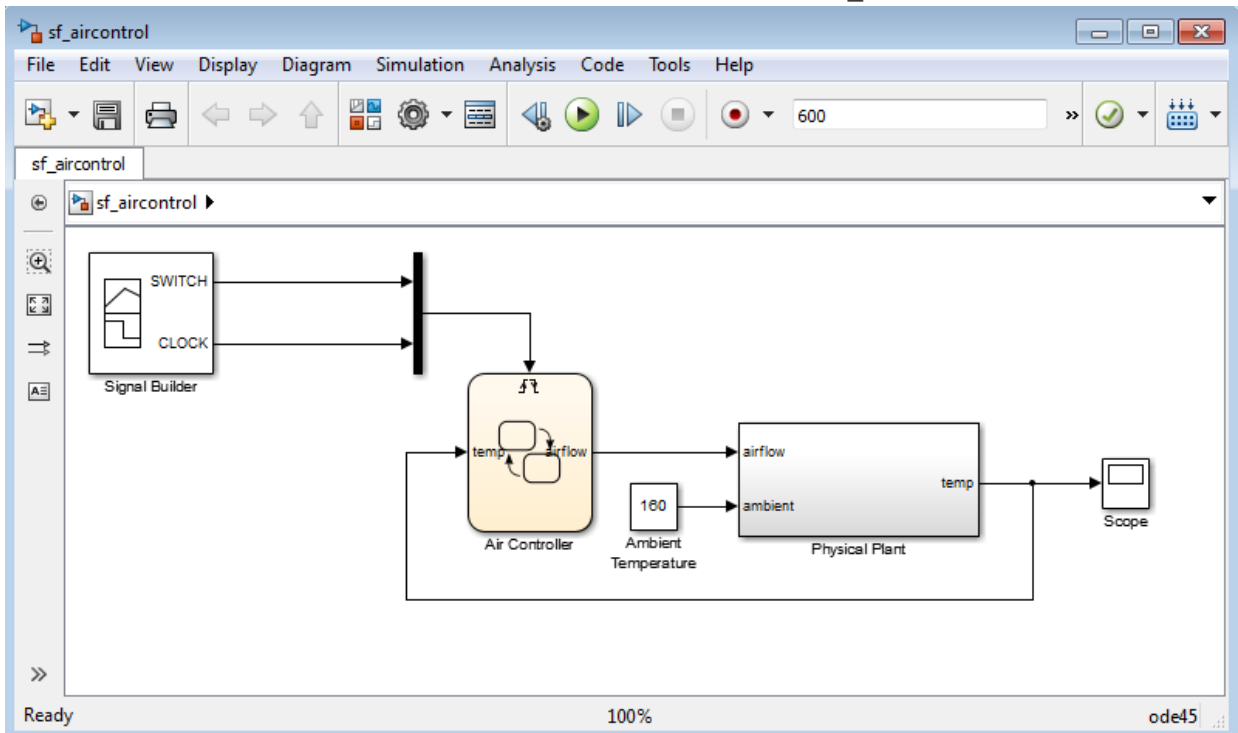 sf_aircontrol
File Edit View Display Diagram Simulation Analysis Code Tools Help
600
sf_aircontrol
sf_aircontrol
SWITCH
CLOCK
Signal Builder
temp airflow
Air Controller
160
Ambient
Temperature
airflow
ambient
temp
Physical Plant
Scope
Ready 100% ode45